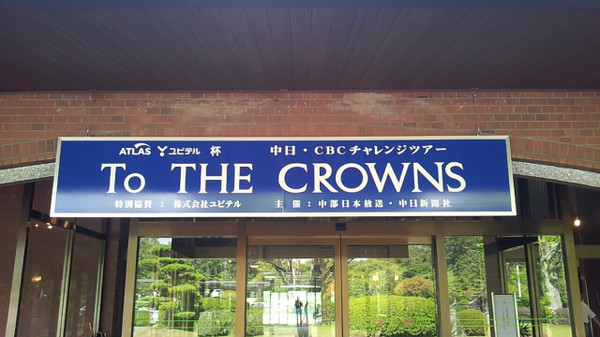 ATLAS ユピテル 杯 中日・CBCチャレンジツアー
TO THE CROWNS
特別協賛：株式会社ユピテル 主催：中部日本放送・中日新聞社